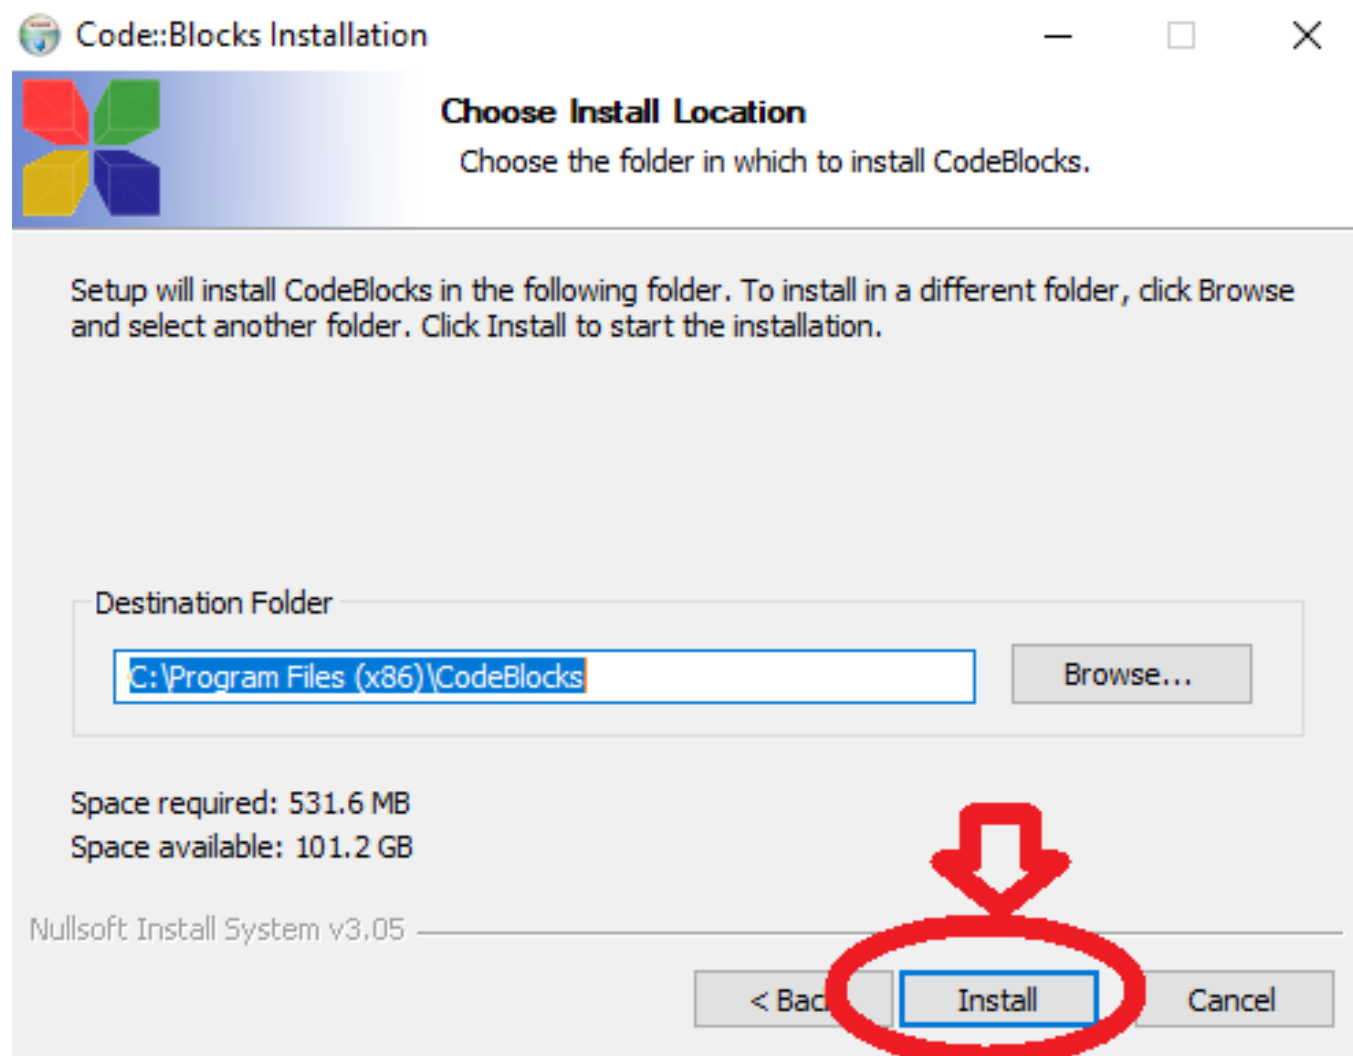 Code::Blocks Installation
Choose Install Location
Choose the folder in which to install CodeBlocks.
Setup will install CodeBlocks in the following folder. To install in a different folder, click Browse
and select another folder. Click Install to start the installation.
Destination Folder
C:\Program Files (x86)\CodeBlocks
Browse...
Space required: 531.6 MB
Space available: 101.2 GB
Nullsoft Install System v3.05
< Back Install Cancel